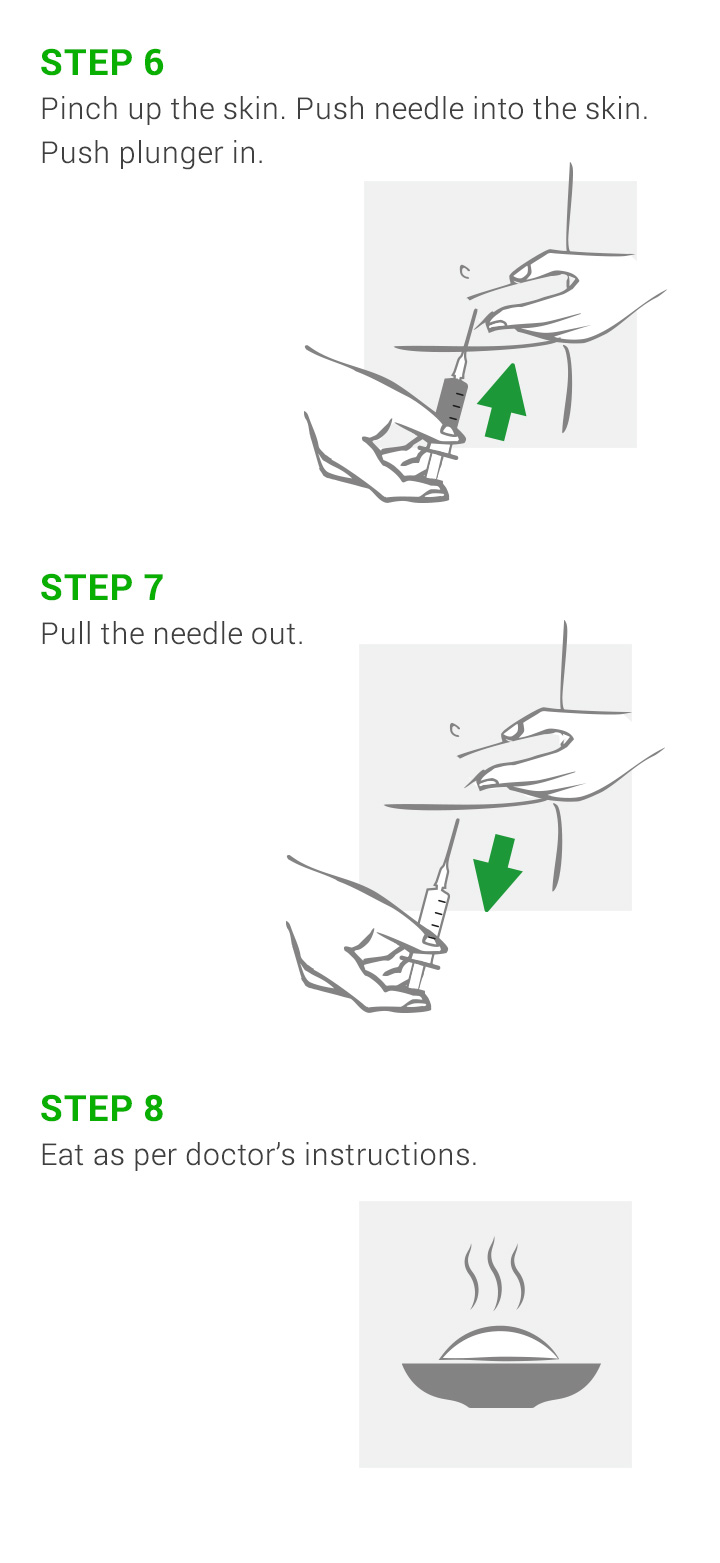 STEP 6
Pinch up the skin. Push needle into the skin.
Push plunger in.
STEP 7
Pull the needle out.
STEP 8
Eat as per doctor’s instructions.